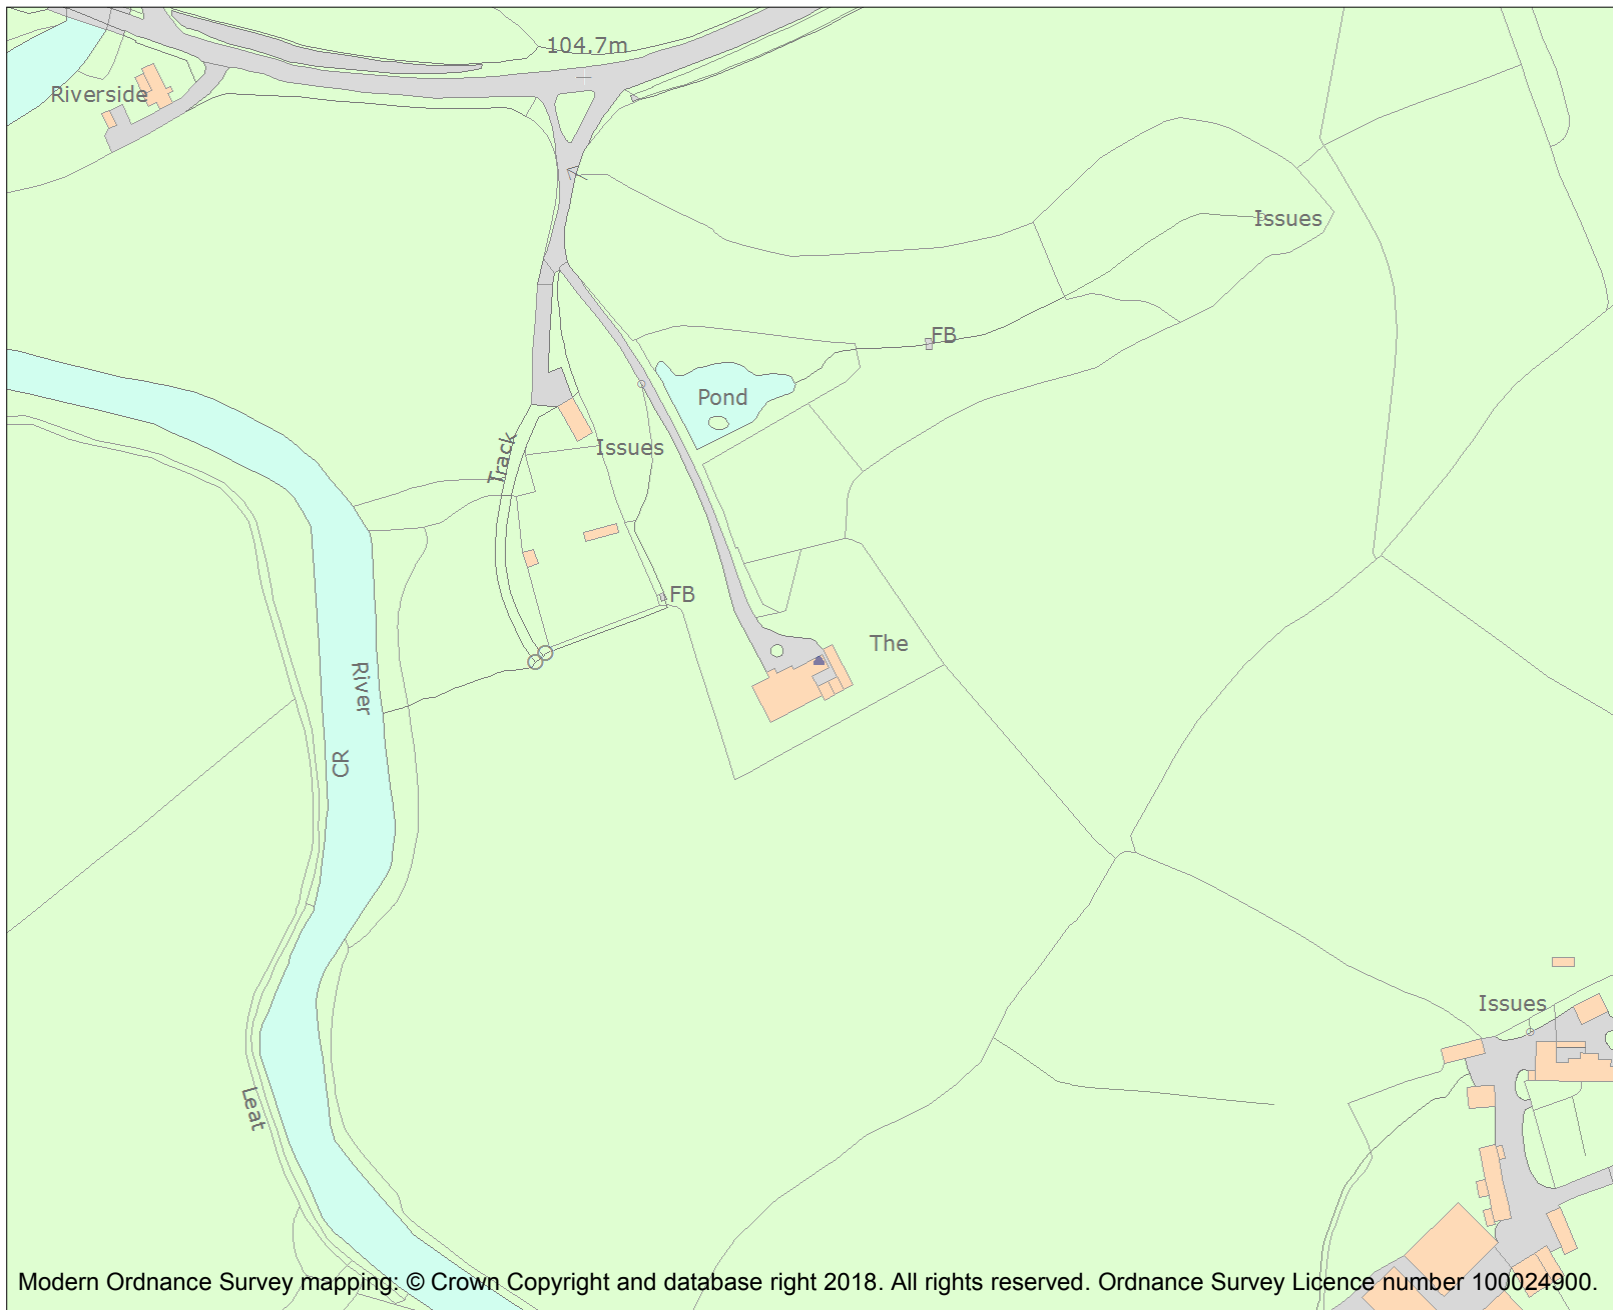 104.7m
Riverside
Issues
FB
Pond
Track
Issues
FB
The
River
CR
Issues
Leat
Modern Ordnance Survey mapping: © Crown Copyright and database right 2018. All rights reserved. Ordnance Survey Licence number 100024900.